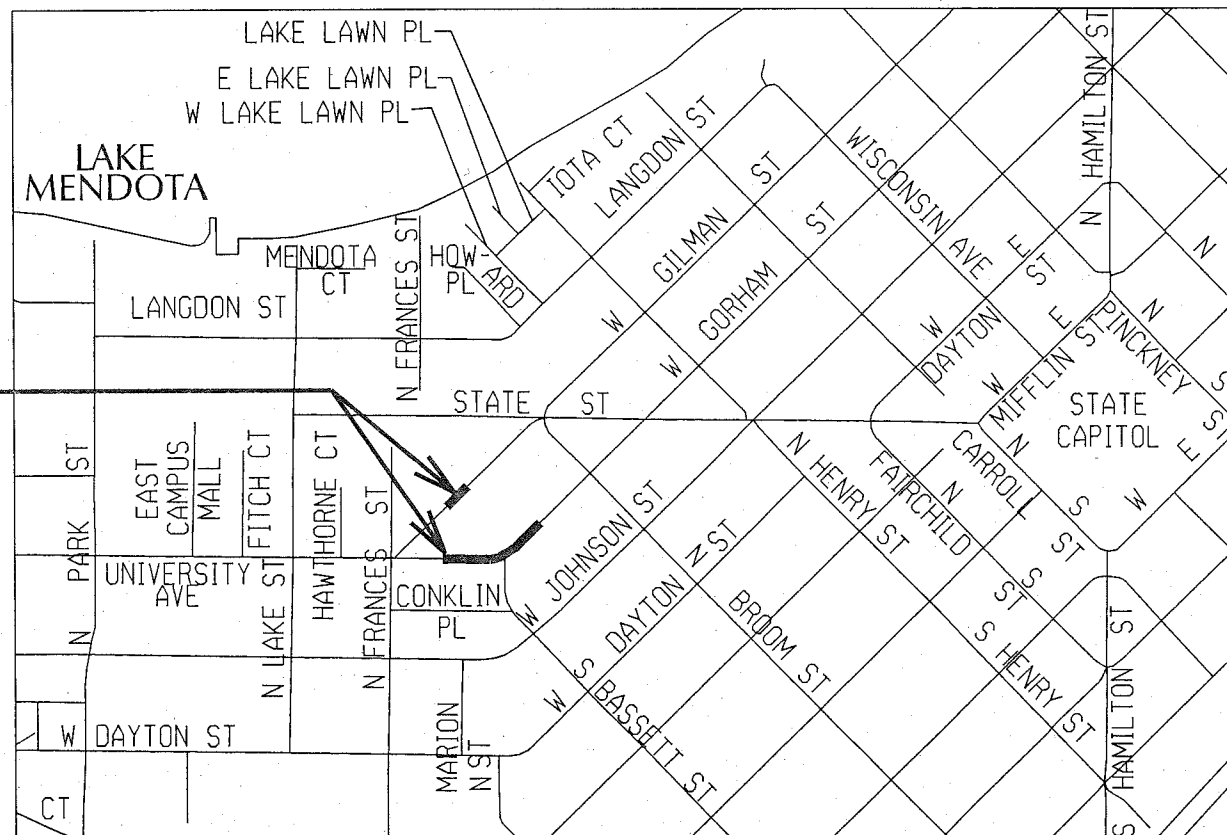 LAKE LAWN PL
E LAKE LAWN PL
W LAKE LAWN PL
LAKE
MENDOTA
IOTA CT
LANGDON ST
N HAMILTON ST
WISCONSIN AVE
MENDOTA
CT
N FRANCES ST
HOW-
ARD
PL
W GILMAN ST
W GORHAM ST
E
W DAYTON ST
N
LANGDON ST
E
W MIFFLIN ST
N PINCKNEY ST
S
E
STATE ST
STATE
CAPITOL
N CARROLL ST
S
W
N PARK ST
EAST
CAMPUS
MALL
FITCH CT
N LAKE ST
HAWTHORNE CT
N FRANCES ST
N HENRY ST
N FAIRCHILD ST
S
UNIVERSITY
AVE
CONKLIN
PL
W JOHNSON ST
W DAYTON ST
N BROOM ST
S
S HENRY ST
S BASSETT ST
S HAMILTON ST
W DAYTON ST
MARION
N ST
CT